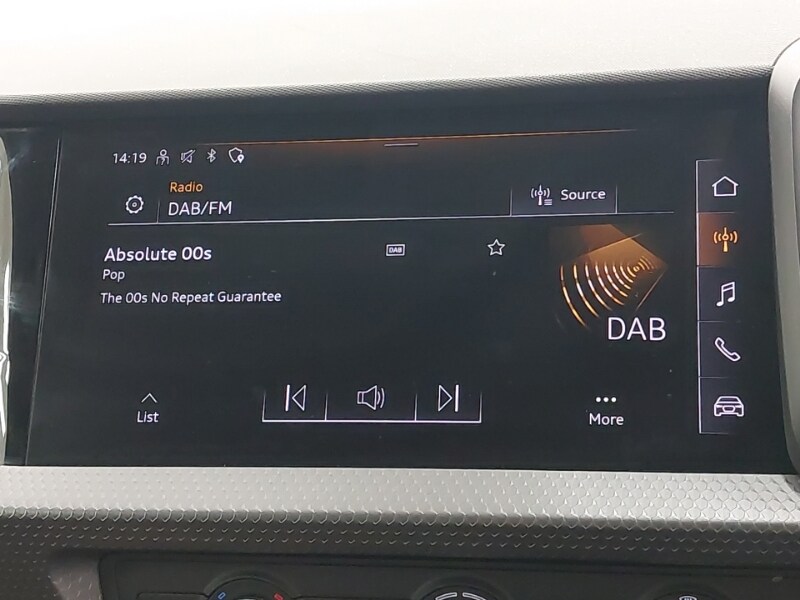 14:19
Radio
DAB/FM
Source
Absolute 00s
DAB
Pop
The 00s No Repeat Guarantee
DAB
List
More